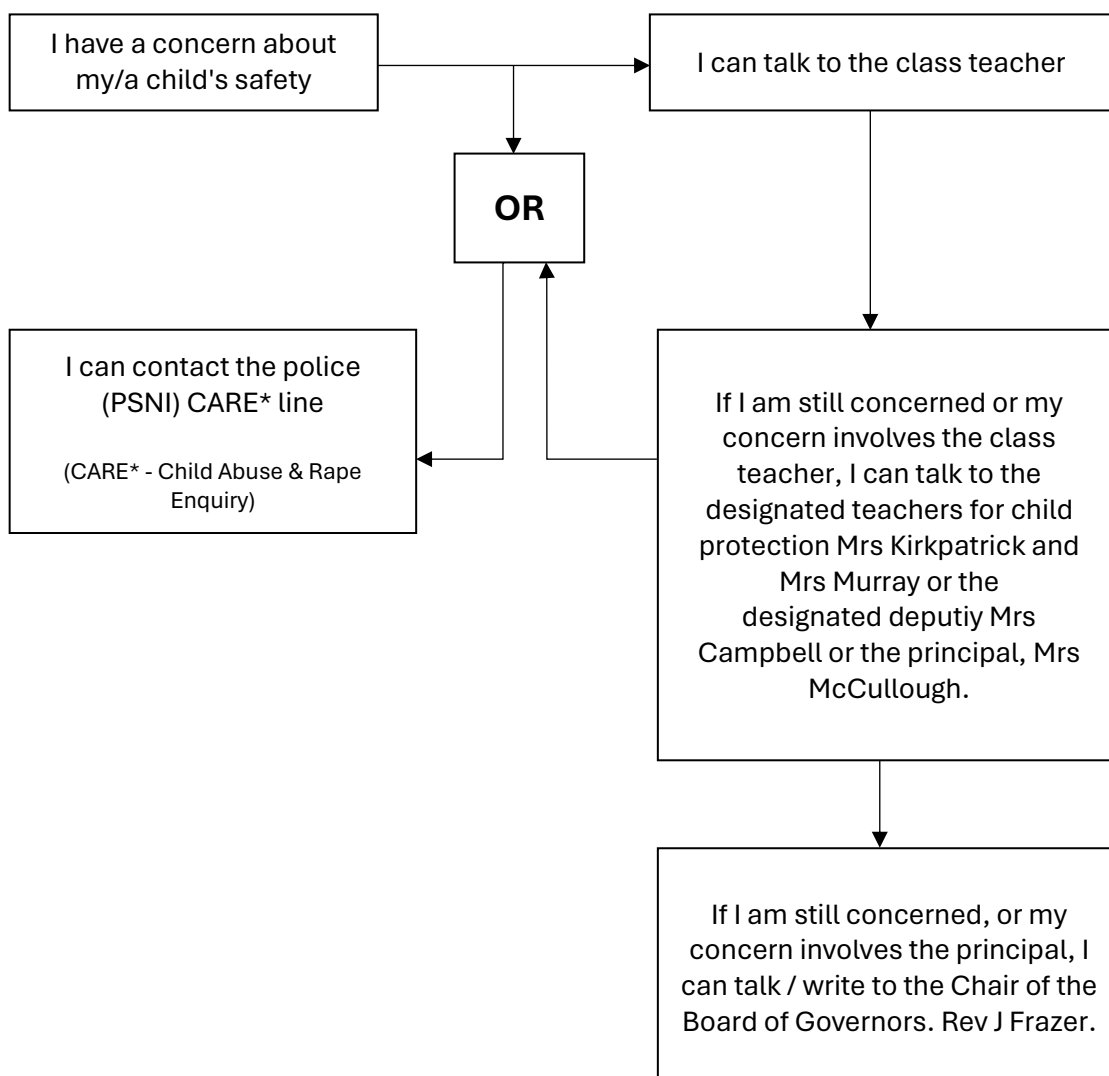 I have a concern about
my/a child's safety
I can talk to the class teacher
OR
I can contact the police
(PSNI) CARE* line
(CARE* - Child Abuse & Rape
Enquiry)
If I am still concerned or my
concern involves the class
teacher, I can talk to the
designated teachers for child
protection Mrs Kirkpatrick and
Mrs Murray or the
designated deputiy Mrs
Campbell or the principal, Mrs
McCullough.
If I am still concerned, or my
concern involves the principal, I
can talk / write to the Chair of the
Board of Governors. Rev J Frazer.